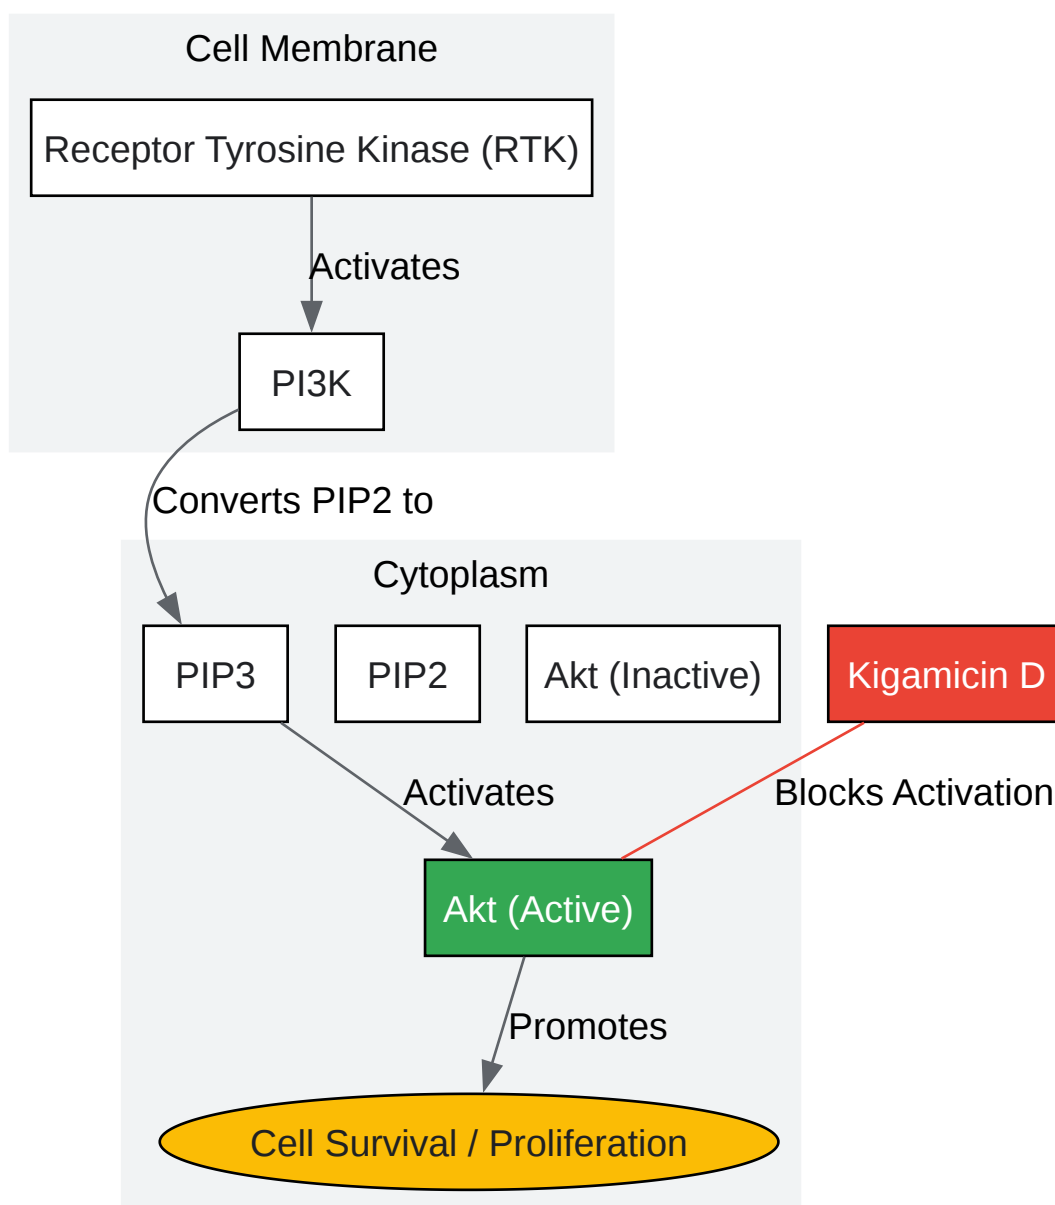 Cell Membrane
Receptor Tyrosine Kinase (RTK)
Activates
PI3K
Converts PIP2 to
Cytoplasm
PIP3
PIP2
Akt (Inactive)
Kigamicin D
Activates
Blocks Activation
Akt (Active)
Promotes
Cell Survival / Proliferation